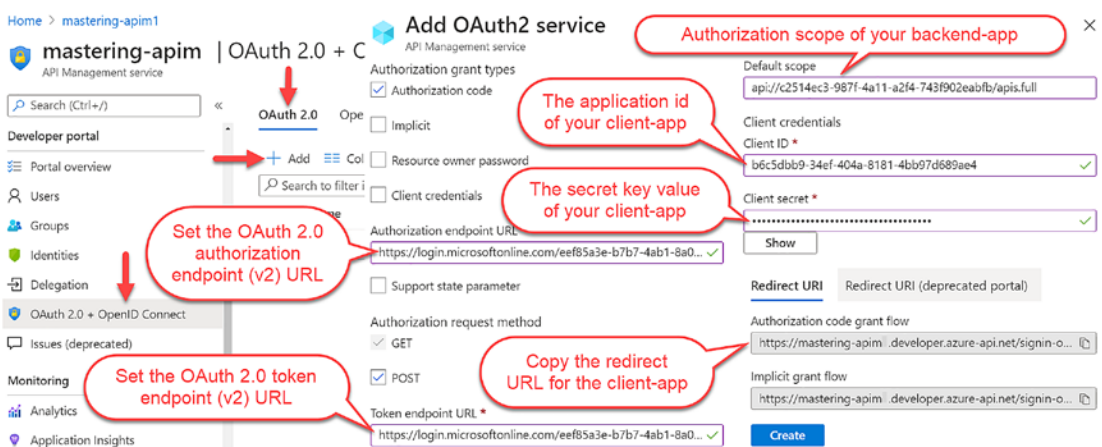 Home > mastering-apim1
mastering-apim | OAuth 2.0 + C
API Management service
Search (Ctrl+/)
«
Developer portal
Portal overview
Users
Groups
Identities
Delegation
OAuth 2.0 + OpenID Connect
Issues (deprecated)
Monitoring
Analytics
Application Insights
OAuth 2.0 Ope
+ Add Col
Search to filter i
me
Set the OAuth 2.0
authorization
endpoint (v2) URL
Set the OAuth 2.0 token
endpoint (v2) URL
Add OAuth2 service
API Management service
Authorization grant types
Authorization code
Implicit
Resource owner password
Client credentials
Authorization endpoint URL
https://login.microsoftonline.com/eef85a3e-b7b7-4ab1-8a0...
Support state parameter
Authorization request method
GET
POST
Token endpoint URL *
https://login.microsoftonline.com/eef85a3e-b7b7-4ab1-8a0...
The application id
of your client-app
The secret key value
of your client-app
Copy the redirect
URL for the client-app
Authorization scope of your backend-app
Default scope
api://c2514ec3-987f-4a11-a2f4-743f902eabfb/apis.full
Client credentials
Client ID *
b6c5dbb9-34ef-404a-8181-4bb97d689ae4
Client secret *
Show
Redirect URI Redirect URI (deprecated portal)
Authorization code grant flow
https://mastering-apim .developer.azure-api.net/signin-o...
Implicit grant flow
https://mastering-apim .developer.azure-api.net/signin-o...
Create